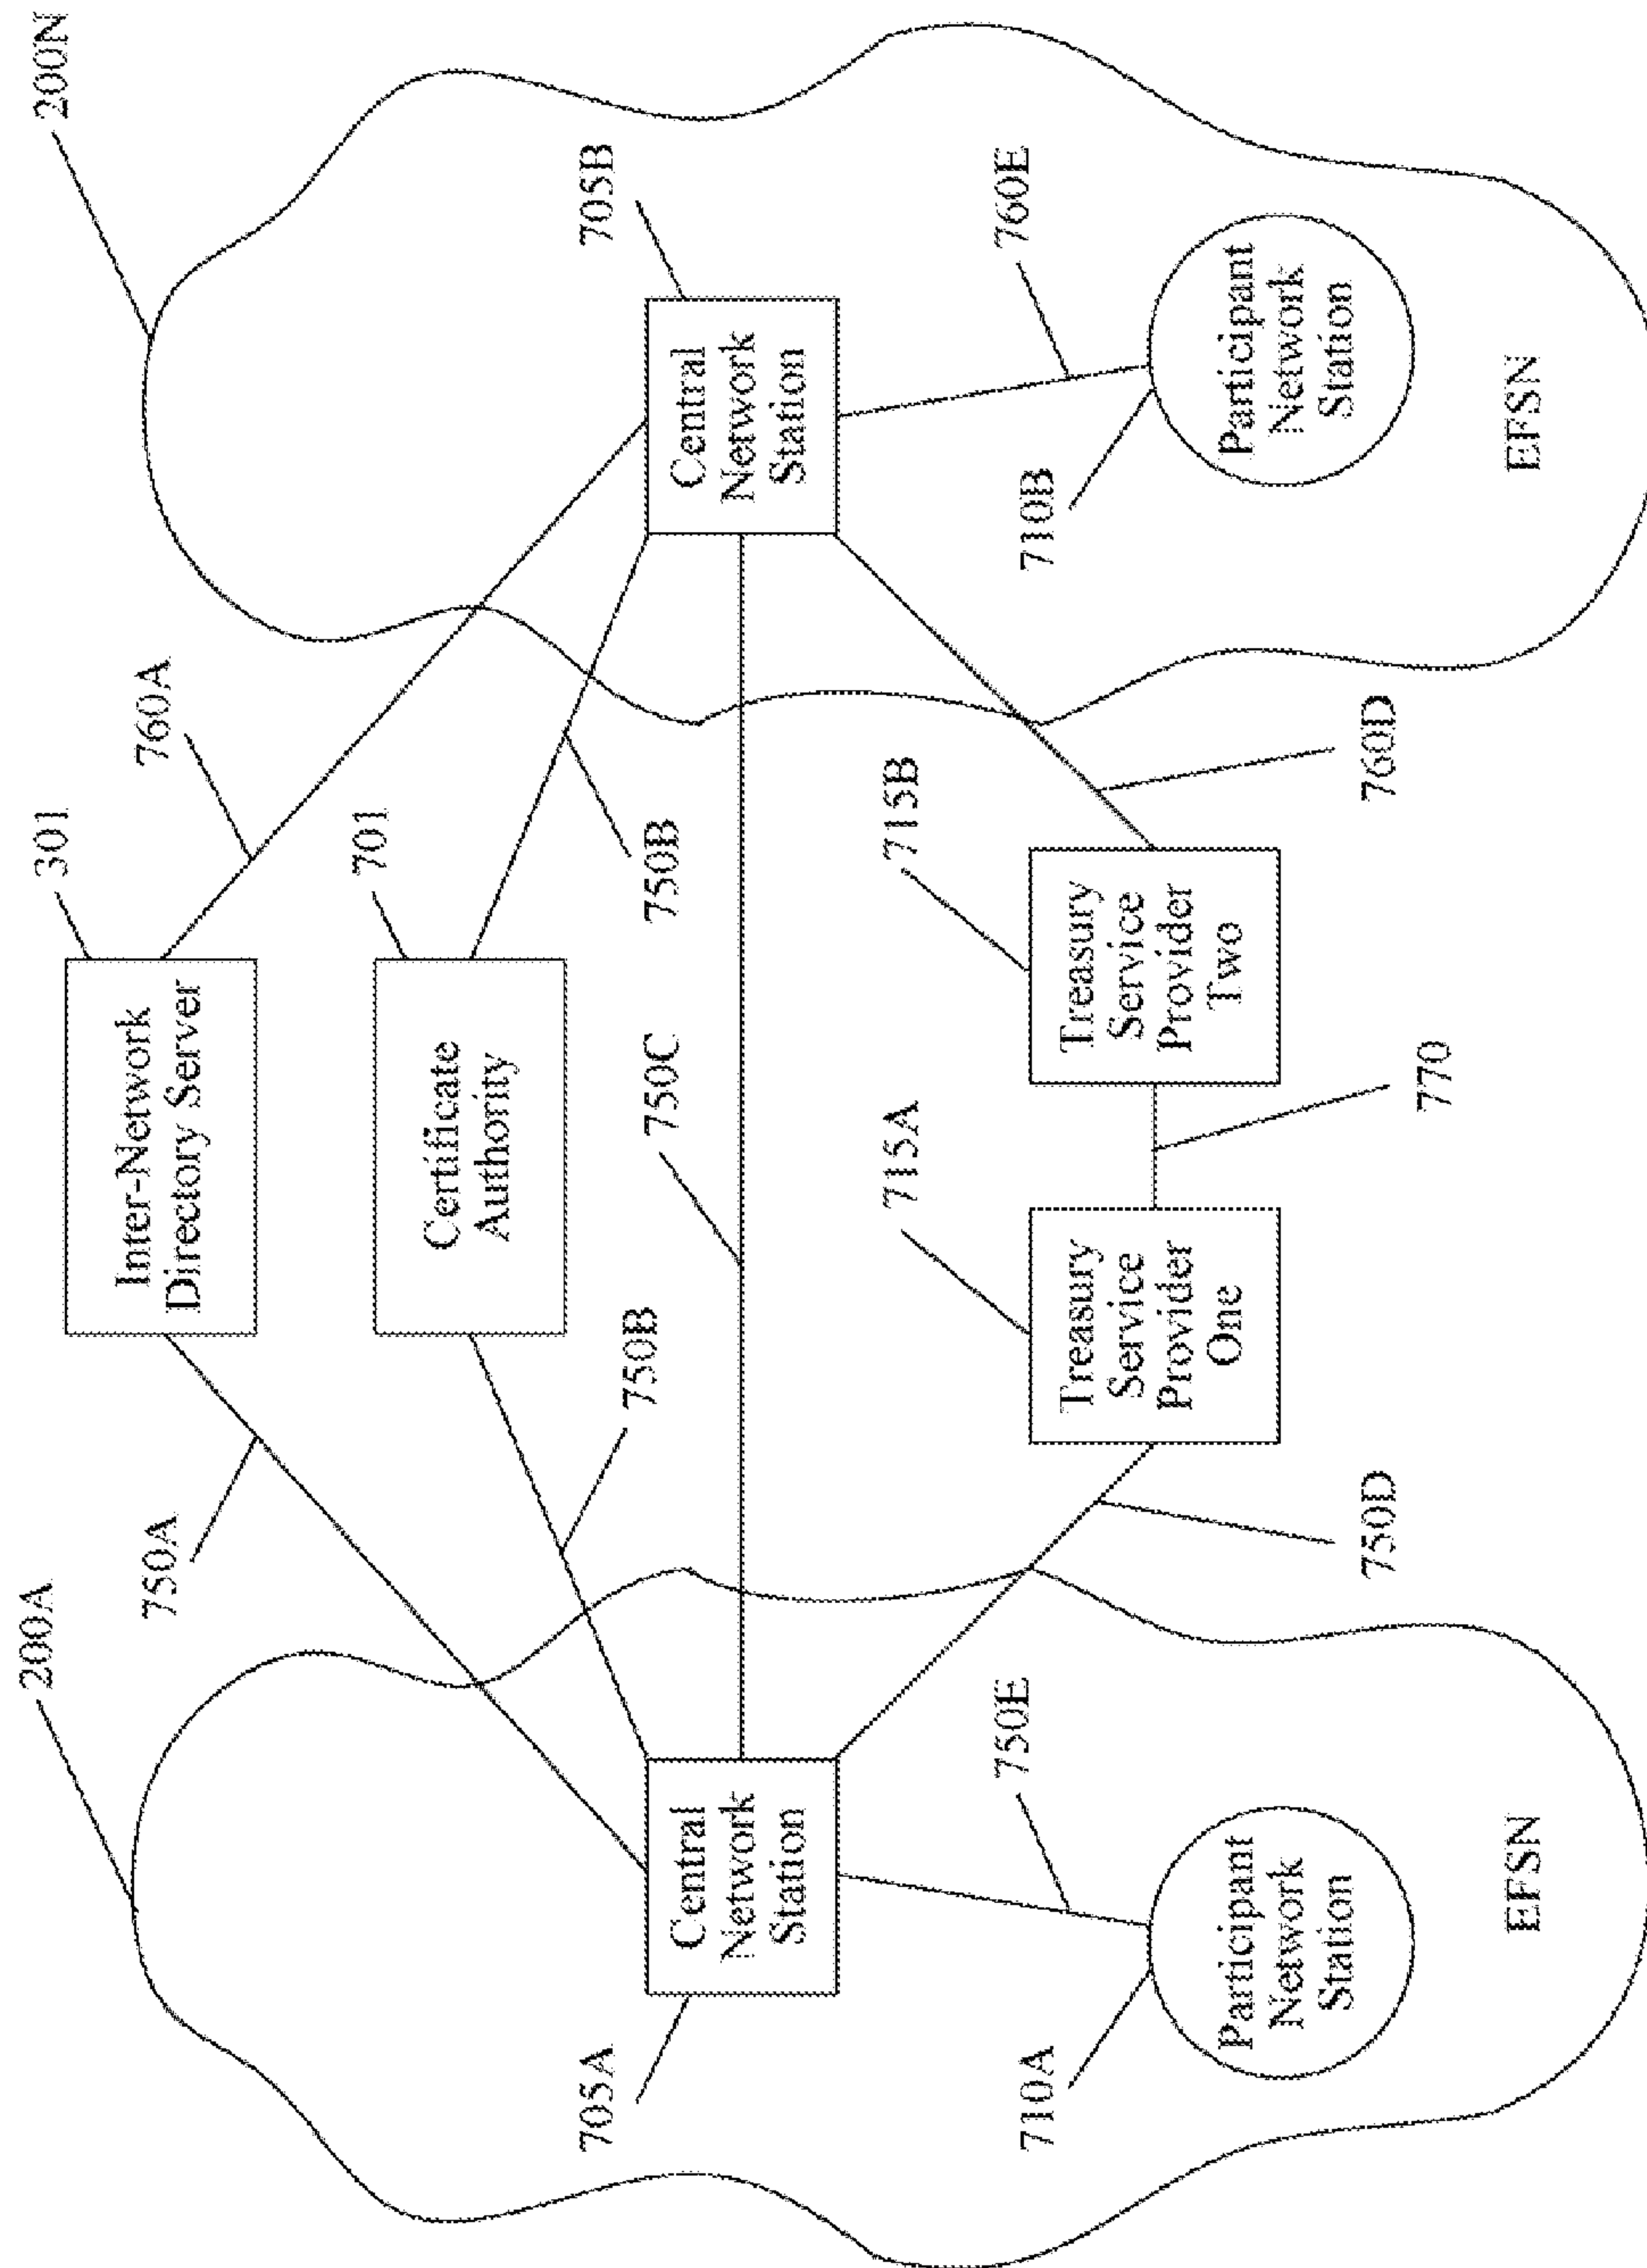 200A
200N
750A
301
760A
Inter-Network
Directory Server
701
Certificate
Authority
750B
750B
705A
Central
Network
Station
750C
705B
Central
Network
Station
715A
715B
750E
760E
710A
710B
Treasury
Service
Provider
One
Treasury
Service
Provider
Two
Participant
Network
Station
Participant
Network
Station
750D
770
760D
EFSN
EFSN